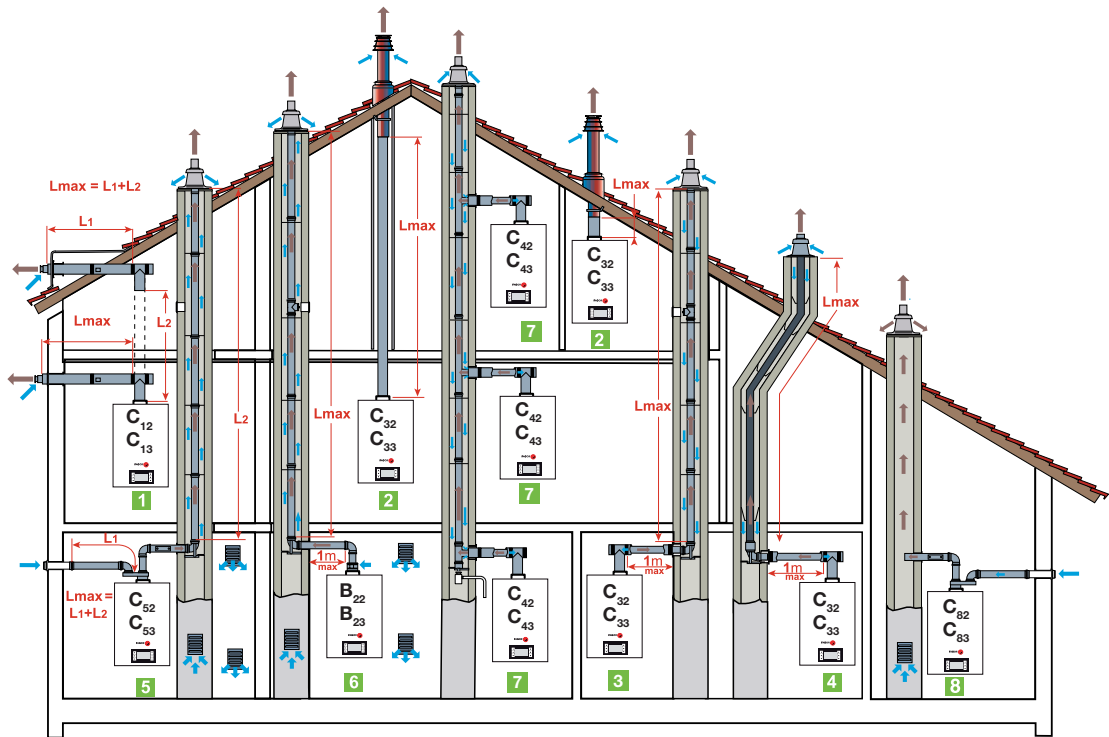 Lmax = L1+L2
L1
Lmax
L2
C12
C13
1
L2
Lmax
Lmax
C32
C33
2
C42
C43
7
C42
C43
7
Lmax
C32
C33
2
Lmax
Lmax
L1
Lmax =
L1+L2
C52
C53
5
1m
max
B22
B23
6
C42
C43
7
1m
max
C32
C33
3
1m
max
C32
C33
4
C82
C83
8